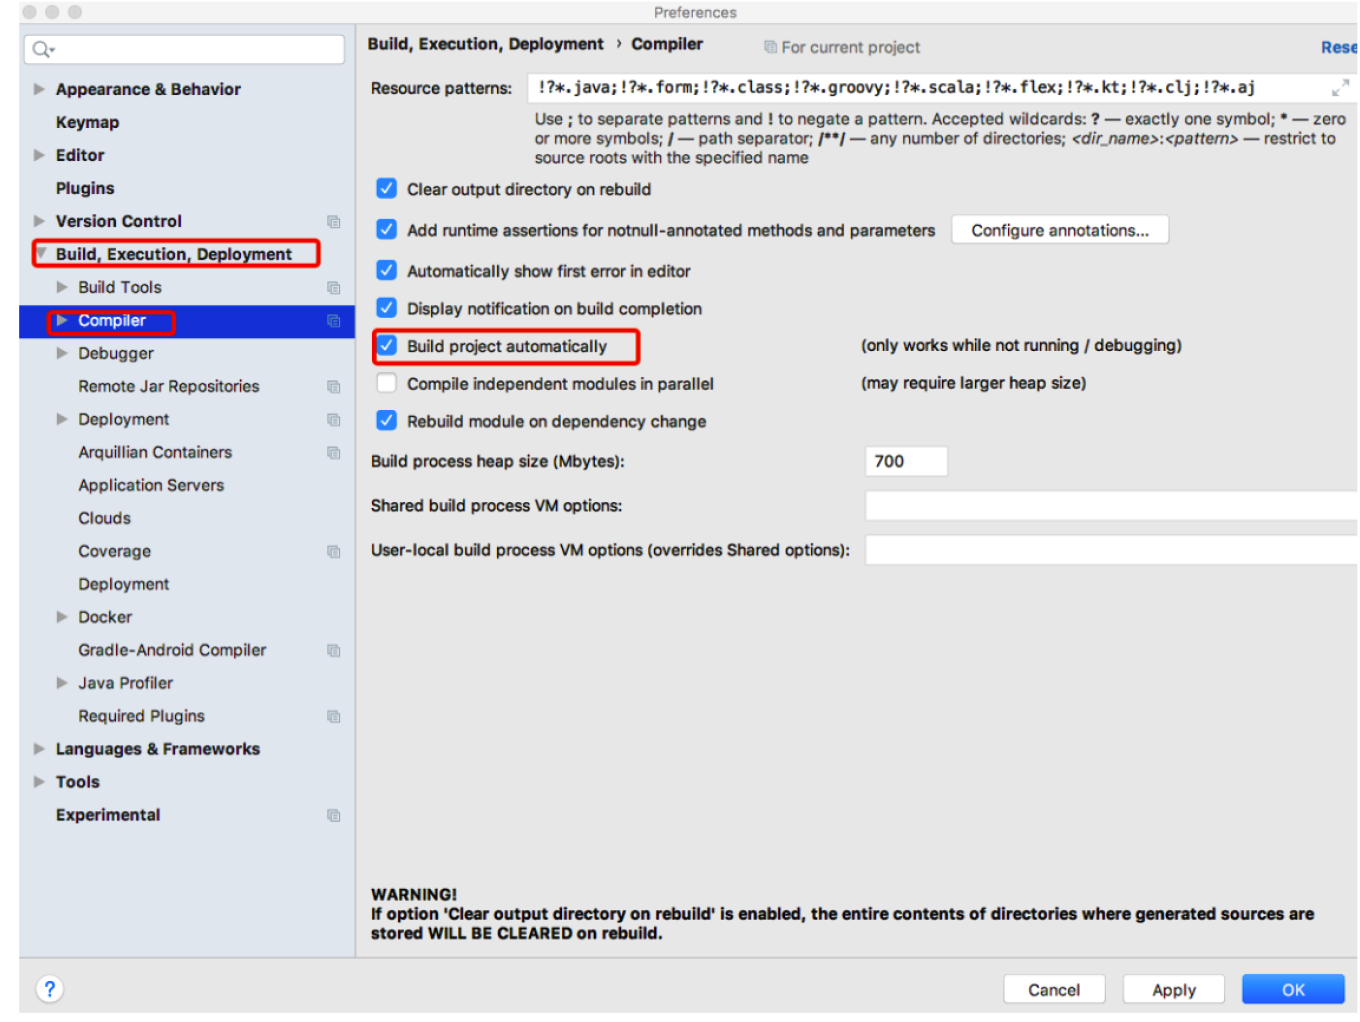 Preferences
Build, Execution, Deployment › Compiler
For current project
Rese
Appearance & Behavior
Keymap
Editor
Plugins
Version Control
Build, Execution, Deployment
Build Tools
Compiler
Debugger
Remote Jar Repositories
Deployment
Arquillian Containers
Application Servers
Clouds
Coverage
Deployment
Docker
Gradle-Android Compiler
Java Profiler
Required Plugins
Languages & Frameworks
Tools
Experimental
Resource patterns: !?*.java;!?*.form;!?*.class;!?*.groovy;!?*.scala;!?*.flex;!?*.kt;!?*.clj;!?*.aj
Use ; to separate patterns and ! to negate a pattern. Accepted wildcards: ? — exactly one symbol; * — zero
or more symbols; / — path separator; /**/ — any number of directories; <dir_name>:<pattern> — restrict to
source roots with the specified name
Clear output directory on rebuild
Add runtime assertions for notnull-annotated methods and parameters Configure annotations...
Automatically show first error in editor
Display notification on build completion
Build project automatically (only works while not running / debugging)
Compile independent modules in parallel (may require larger heap size)
Rebuild module on dependency change
Build process heap size (Mbytes): 700
Shared build process VM options:
User-local build process VM options (overrides Shared options):
WARNING!
If option 'Clear output directory on rebuild' is enabled, the entire contents of directories where generated sources are
stored WILL BE CLEARED on rebuild.
? Cancel Apply OK